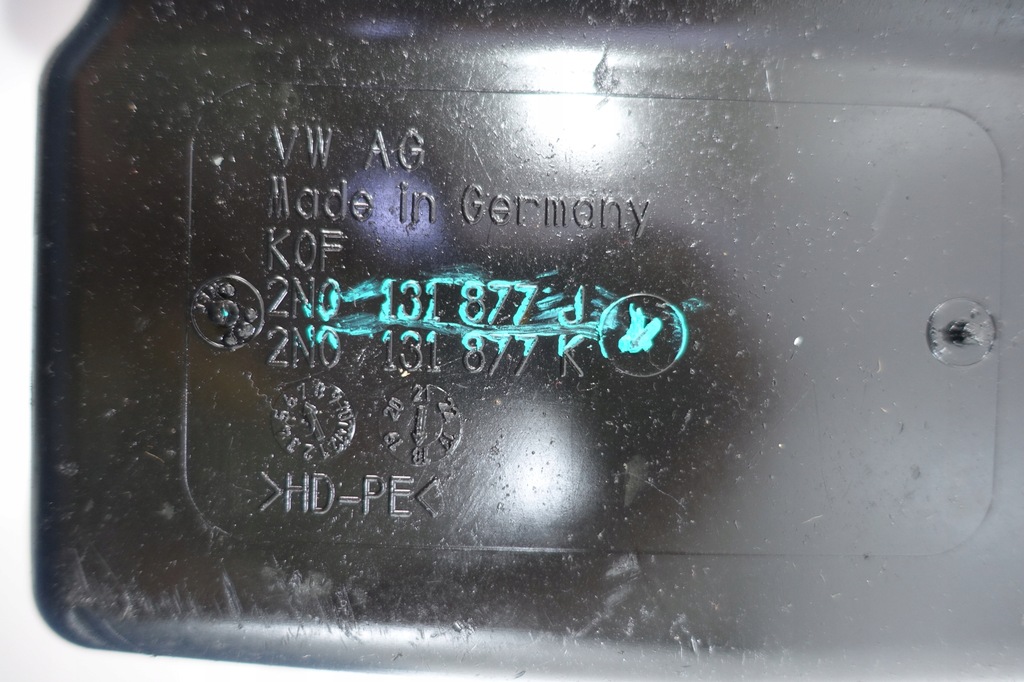 VW AG
Made in Germany
KOF
2N0 131 877 J
2N0 131 877 K
>HD-PE<